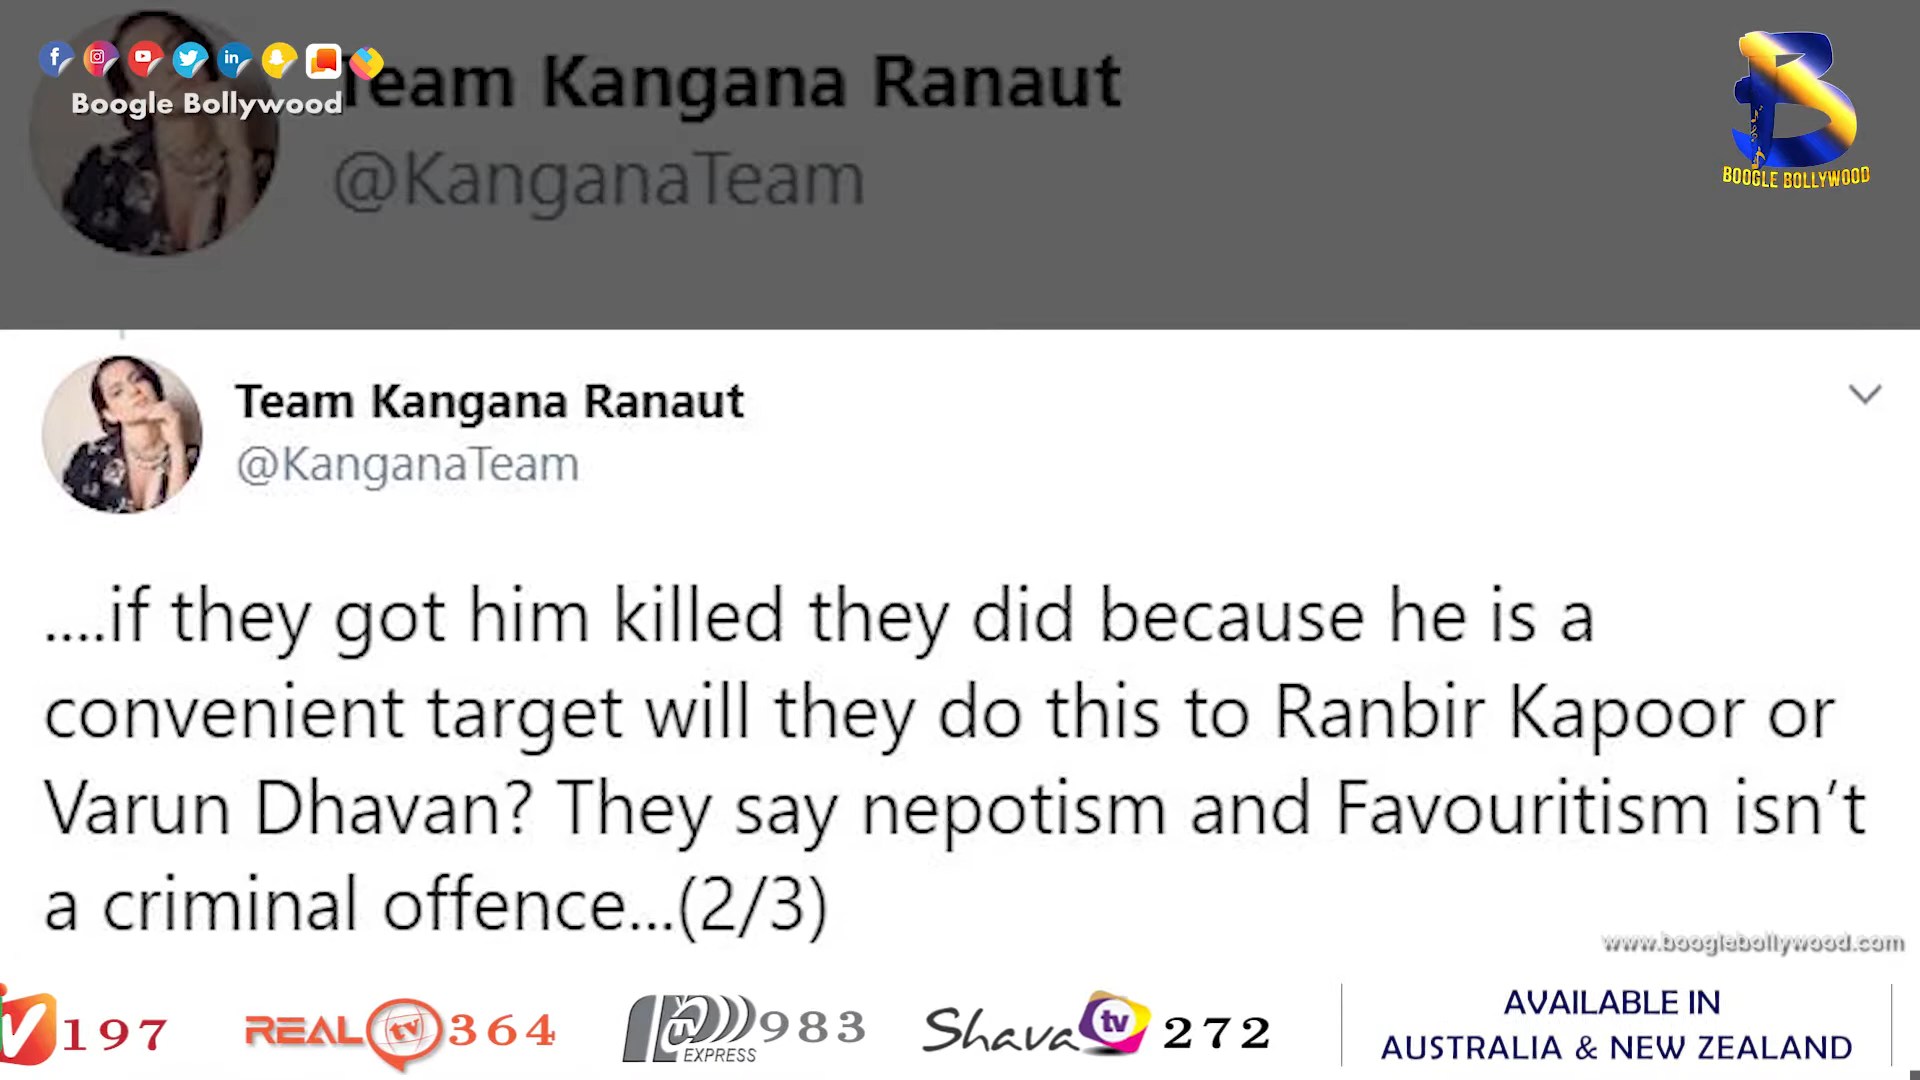 Boogle Bollywood
Team Kangana Ranaut
@KanganaTeam
BOOGLE BOLLYWOOD
Team Kangana Ranaut
@KanganaTeam
....if they got him killed they did because he is a
convenient target will they do this to Ranbir Kapoor or
Varun Dhavan? They say nepotism and Favouritism isn't
a criminal offence...(2/3)
www.booglebollywood.com
197
REAL tv 364
EXPRESS 983
Shava tv 272
AVAILABLE IN
AUSTRALIA & NEW ZEALAND